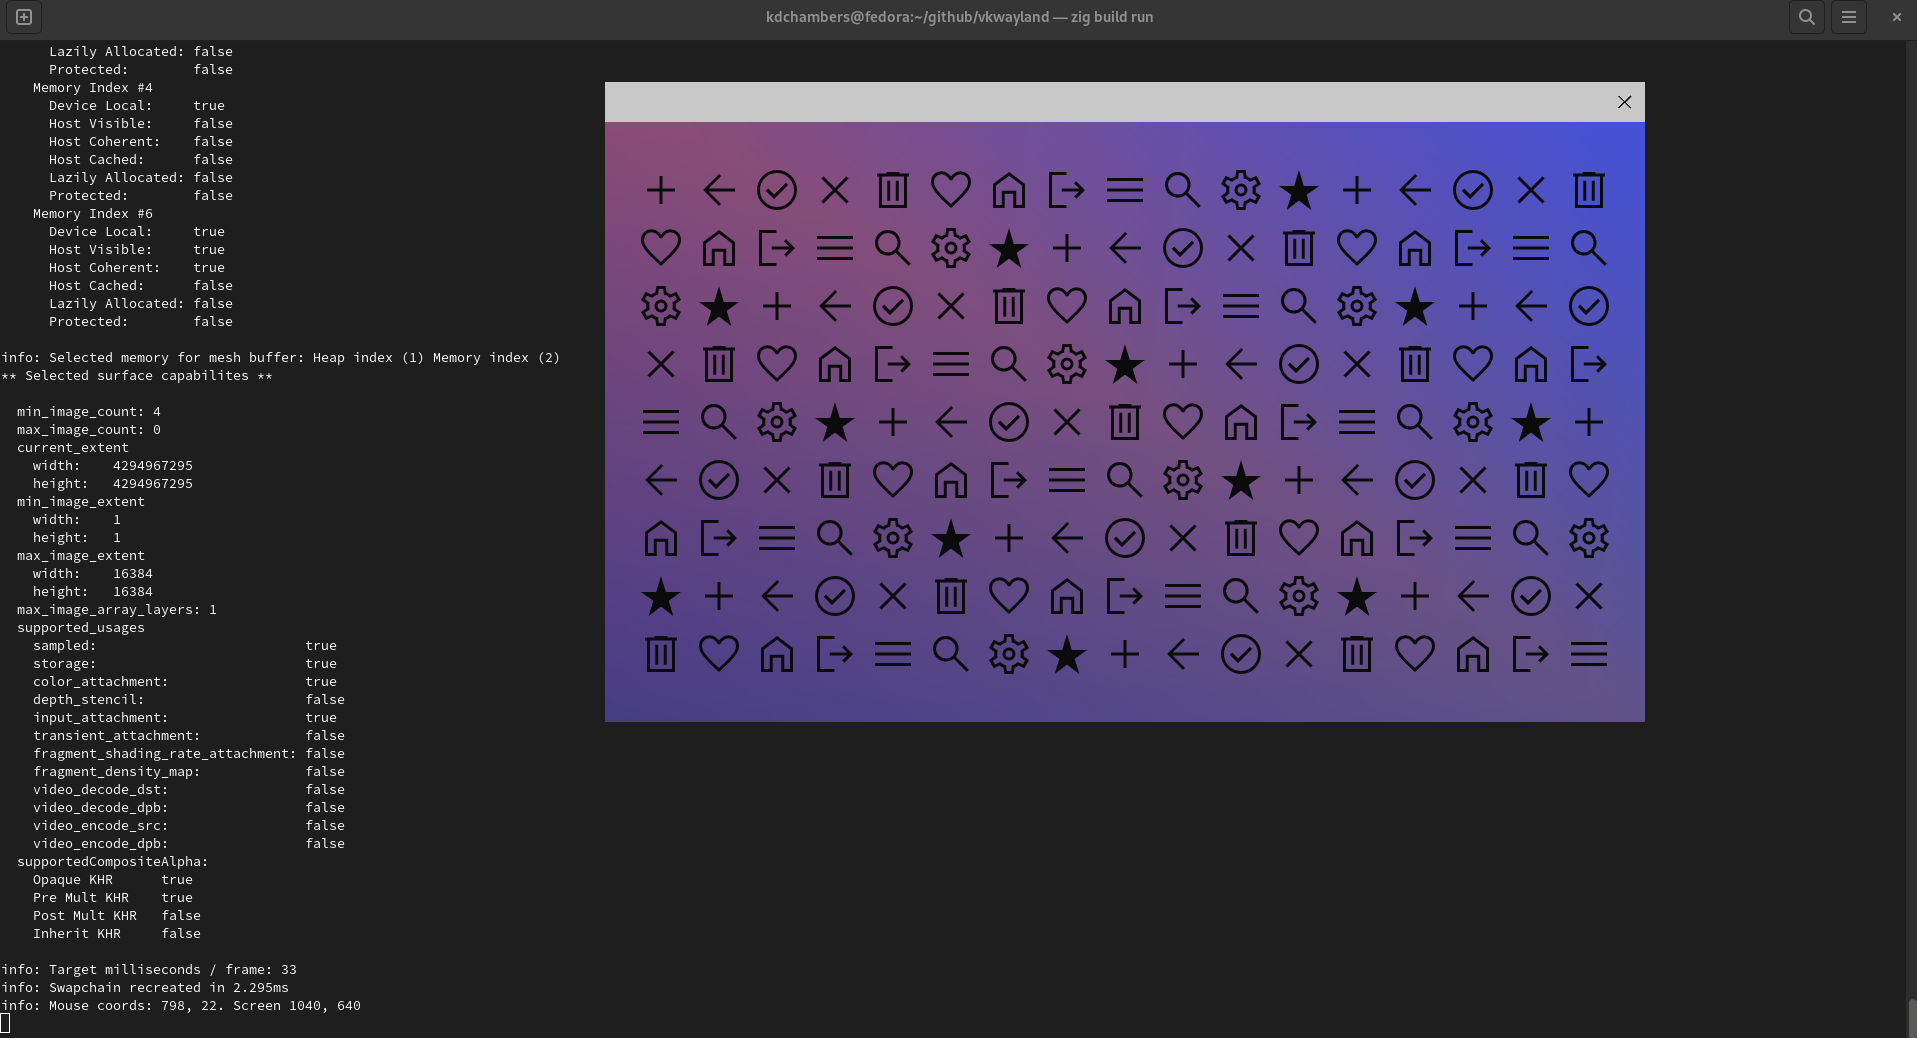 kdchambers@fedora:~/github/vkwayland — zig build run
Lazily Allocated: false
Protected: false
Memory Index #4
Device Local: true
Host Visible: false
Host Coherent: false
Host Cached: false
Lazily Allocated: false
Protected: false
Memory Index #6
Device Local: true
Host Visible: true
Host Coherent: true
Host Cached: false
Lazily Allocated: false
Protected: false
info: Selected memory for mesh buffer: Heap index (1) Memory index (2)
** Selected surface capabilites **
min_image_count: 4
max_image_count: 0
current_extent
width: 4294967295
height: 4294967295
min_image_extent
width: 1
height: 1
max_image_extent
width: 16384
height: 16384
max_image_array_layers: 1
supported_usages
sampled: true
storage: true
color_attachment: true
depth_stencil: false
input_attachment: true
transient_attachment: false
fragment_shading_rate_attachment: false
fragment_density_map: false
video_decode_dst: false
video_decode_dpb: false
video_encode_src: false
video_encode_dpb: false
supportedCompositeAlpha:
Opaque KHR true
Pre Mult KHR true
Post Mult KHR false
Inherit KHR false
info: Target milliseconds / frame: 33
info: Swapchain recreated in 2.295ms
info: Mouse coords: 798, 22. Screen 1040, 640